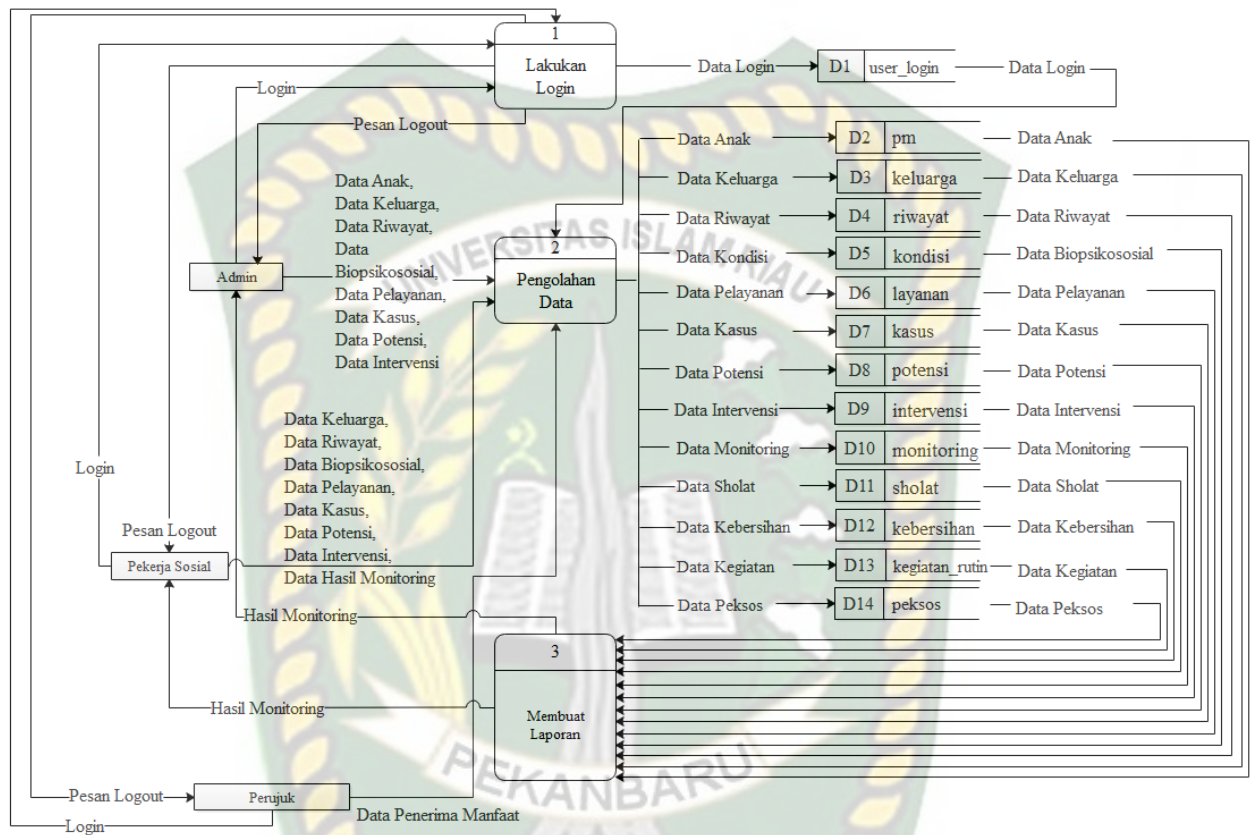 1
Lakukan
Login
Data Login
D1
user_login
Data Login
Login
Pesan Logout
Data Anak
D2
pm
Data Anak
Data Keluarga
D3
keluarga
Data Keluarga
Data Riwayat
D4
riwayat
Data Riwayat
Data Kondisi
D5
kondisi
Data Biopsikososial
Data Pelayanan
D6
layanan
Data Pelayanan
Data Kasus
D7
kasus
Data Kasus
Data Potensi
D8
potensi
Data Potensi
Data Intervensi
D9
intervensi
Data Intervensi
Data Monitoring
D10
monitoring
Data Monitoring
Data Sholat
D11
sholat
Data Sholat
Data Kebersihan
D12
kebersihan
Data Kebersihan
Data Kegiatan
D13
kegiatan_rutin
Data Kegiatan
Data Peksos
D14
peksos
Data Peksos
Admin
Data Anak,
Data Keluarga,
Data Riwayat,
Data
Biopsikososial,
Data Pelayanan,
Data Kasus,
Data Potensi,
Data Intervensi
2
Pengolahan
Data
Data Keluarga,
Data Riwayat,
Data Biopsikososial,
Data Pelayanan,
Data Kasus,
Data Potensi,
Data Intervensi,
Data Hasil Monitoring
Login
Pesan Logout
Pekerja Sosial
Hasil Monitoring
3
Membuat
Laporan
Hasil Monitoring
Pesan Logout
Perujuk
Data Penerima Manfaat
Login
UNIVERSITAS ISLAM RIAU
PEKANBARU